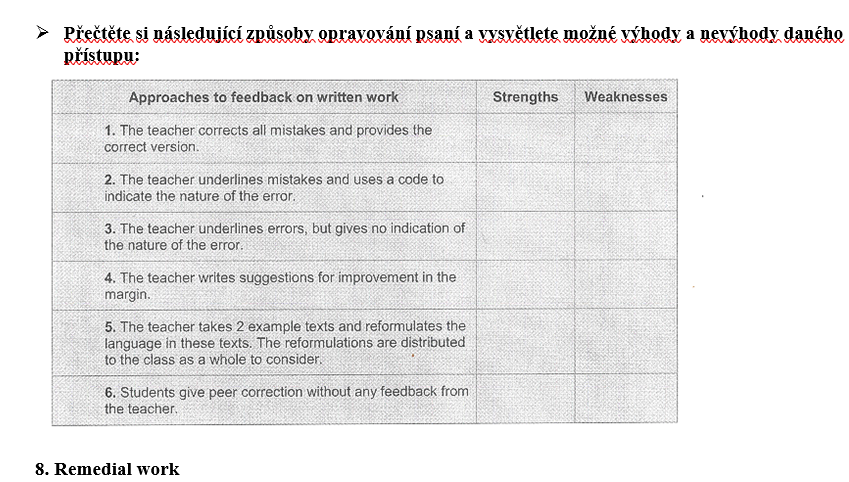 ➢ Přečtěte si následující způsoby opravování psaní a vysvětlete možné výhody a nevýhody daného
přístupu:
Approaches to feedback on written work Strengths Weaknesses
1. The teacher corrects all mistakes and provides the
correct version.
2. The teacher underlines mistakes and uses a code to
indicate the nature of the error.
3. The teacher underlines errors, but gives no indication of
the nature of the error.
4. The teacher writes suggestions for improvement in the
margin.
5. The teacher takes 2 example texts and reformulates the
language in these texts. The reformulations are distributed
to the class as a whole to consider.
6. Students give peer correction without any feedback from
the teacher.
8. Remedial work